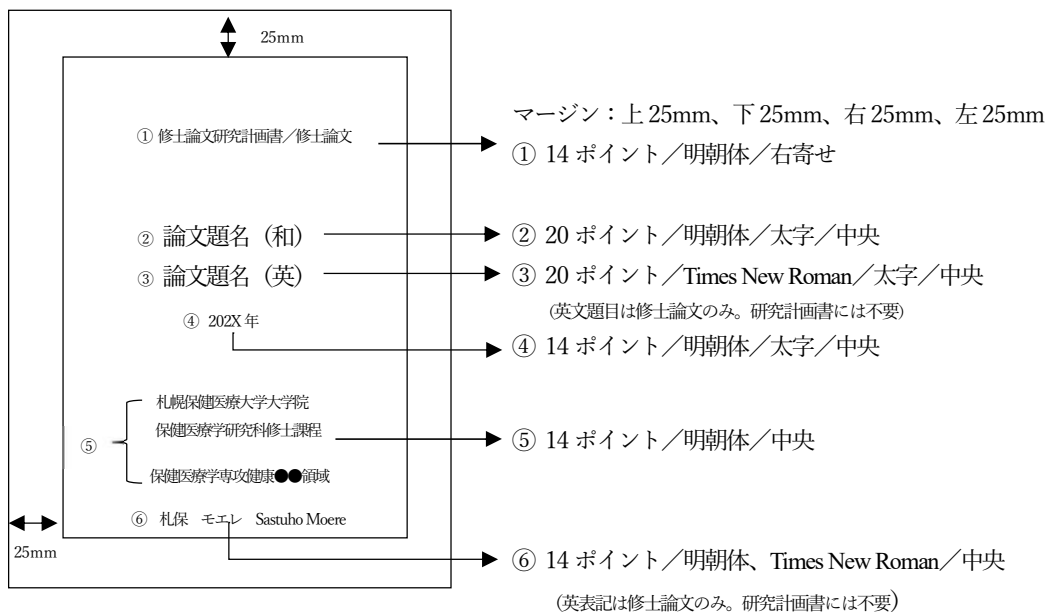 25mm
マージン：上 25mm、下 25mm、右 25mm、左 25mm
① 修士論文研究計画書／修士論文
① 14 ポイント／明朝体／右寄せ
② 論文題名（和）
② 20 ポイント／明朝体／太字／中央
③ 論文題名（英）
③ 20 ポイント／Times New Roman／太字／中央
(英文題目は修士論文のみ。研究計画書には不要)
④ 202X 年
④ 14 ポイント／明朝体／太字／中央
札幌保健医療大学大学院
⑤
保健医療学研究科修士課程
⑤ 14 ポイント／明朝体／中央
保健医療学専攻健康●●領域
⑥ 札保　モエレ　Sastuho Moere
25mm
⑥ 14 ポイント／明朝体、Times New Roman／中央
(英表記は修士論文のみ。研究計画書には不要)